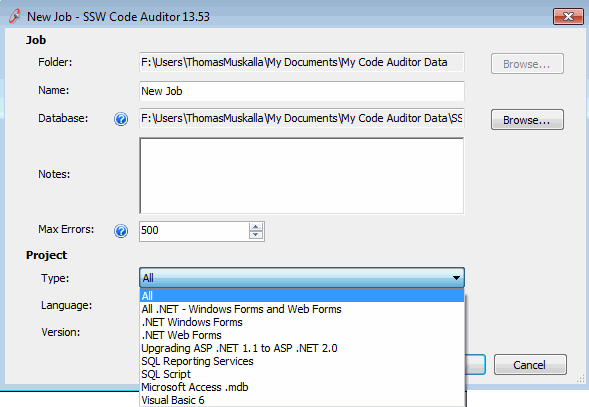 New Job - SSW Code Auditor 13.53
Job
Folder: F:\Users\ThomasMuskalla\My Documents\My Code Auditor Data Browse...
Name: New Job
Database: F:\Users\ThomasMuskalla\My Documents\My Code Auditor Data\SS Browse...
Notes:
Max Errors: 500
Project
Type: All
All
Language: All .NET - Windows Forms and Web Forms
.NET Windows Forms
Version: .NET Web Forms
Upgrading ASP .NET 1.1 to ASP .NET 2.0
SQL Reporting Services Cancel
SQL Script
Microsoft Access .mdb
Visual Basic 6